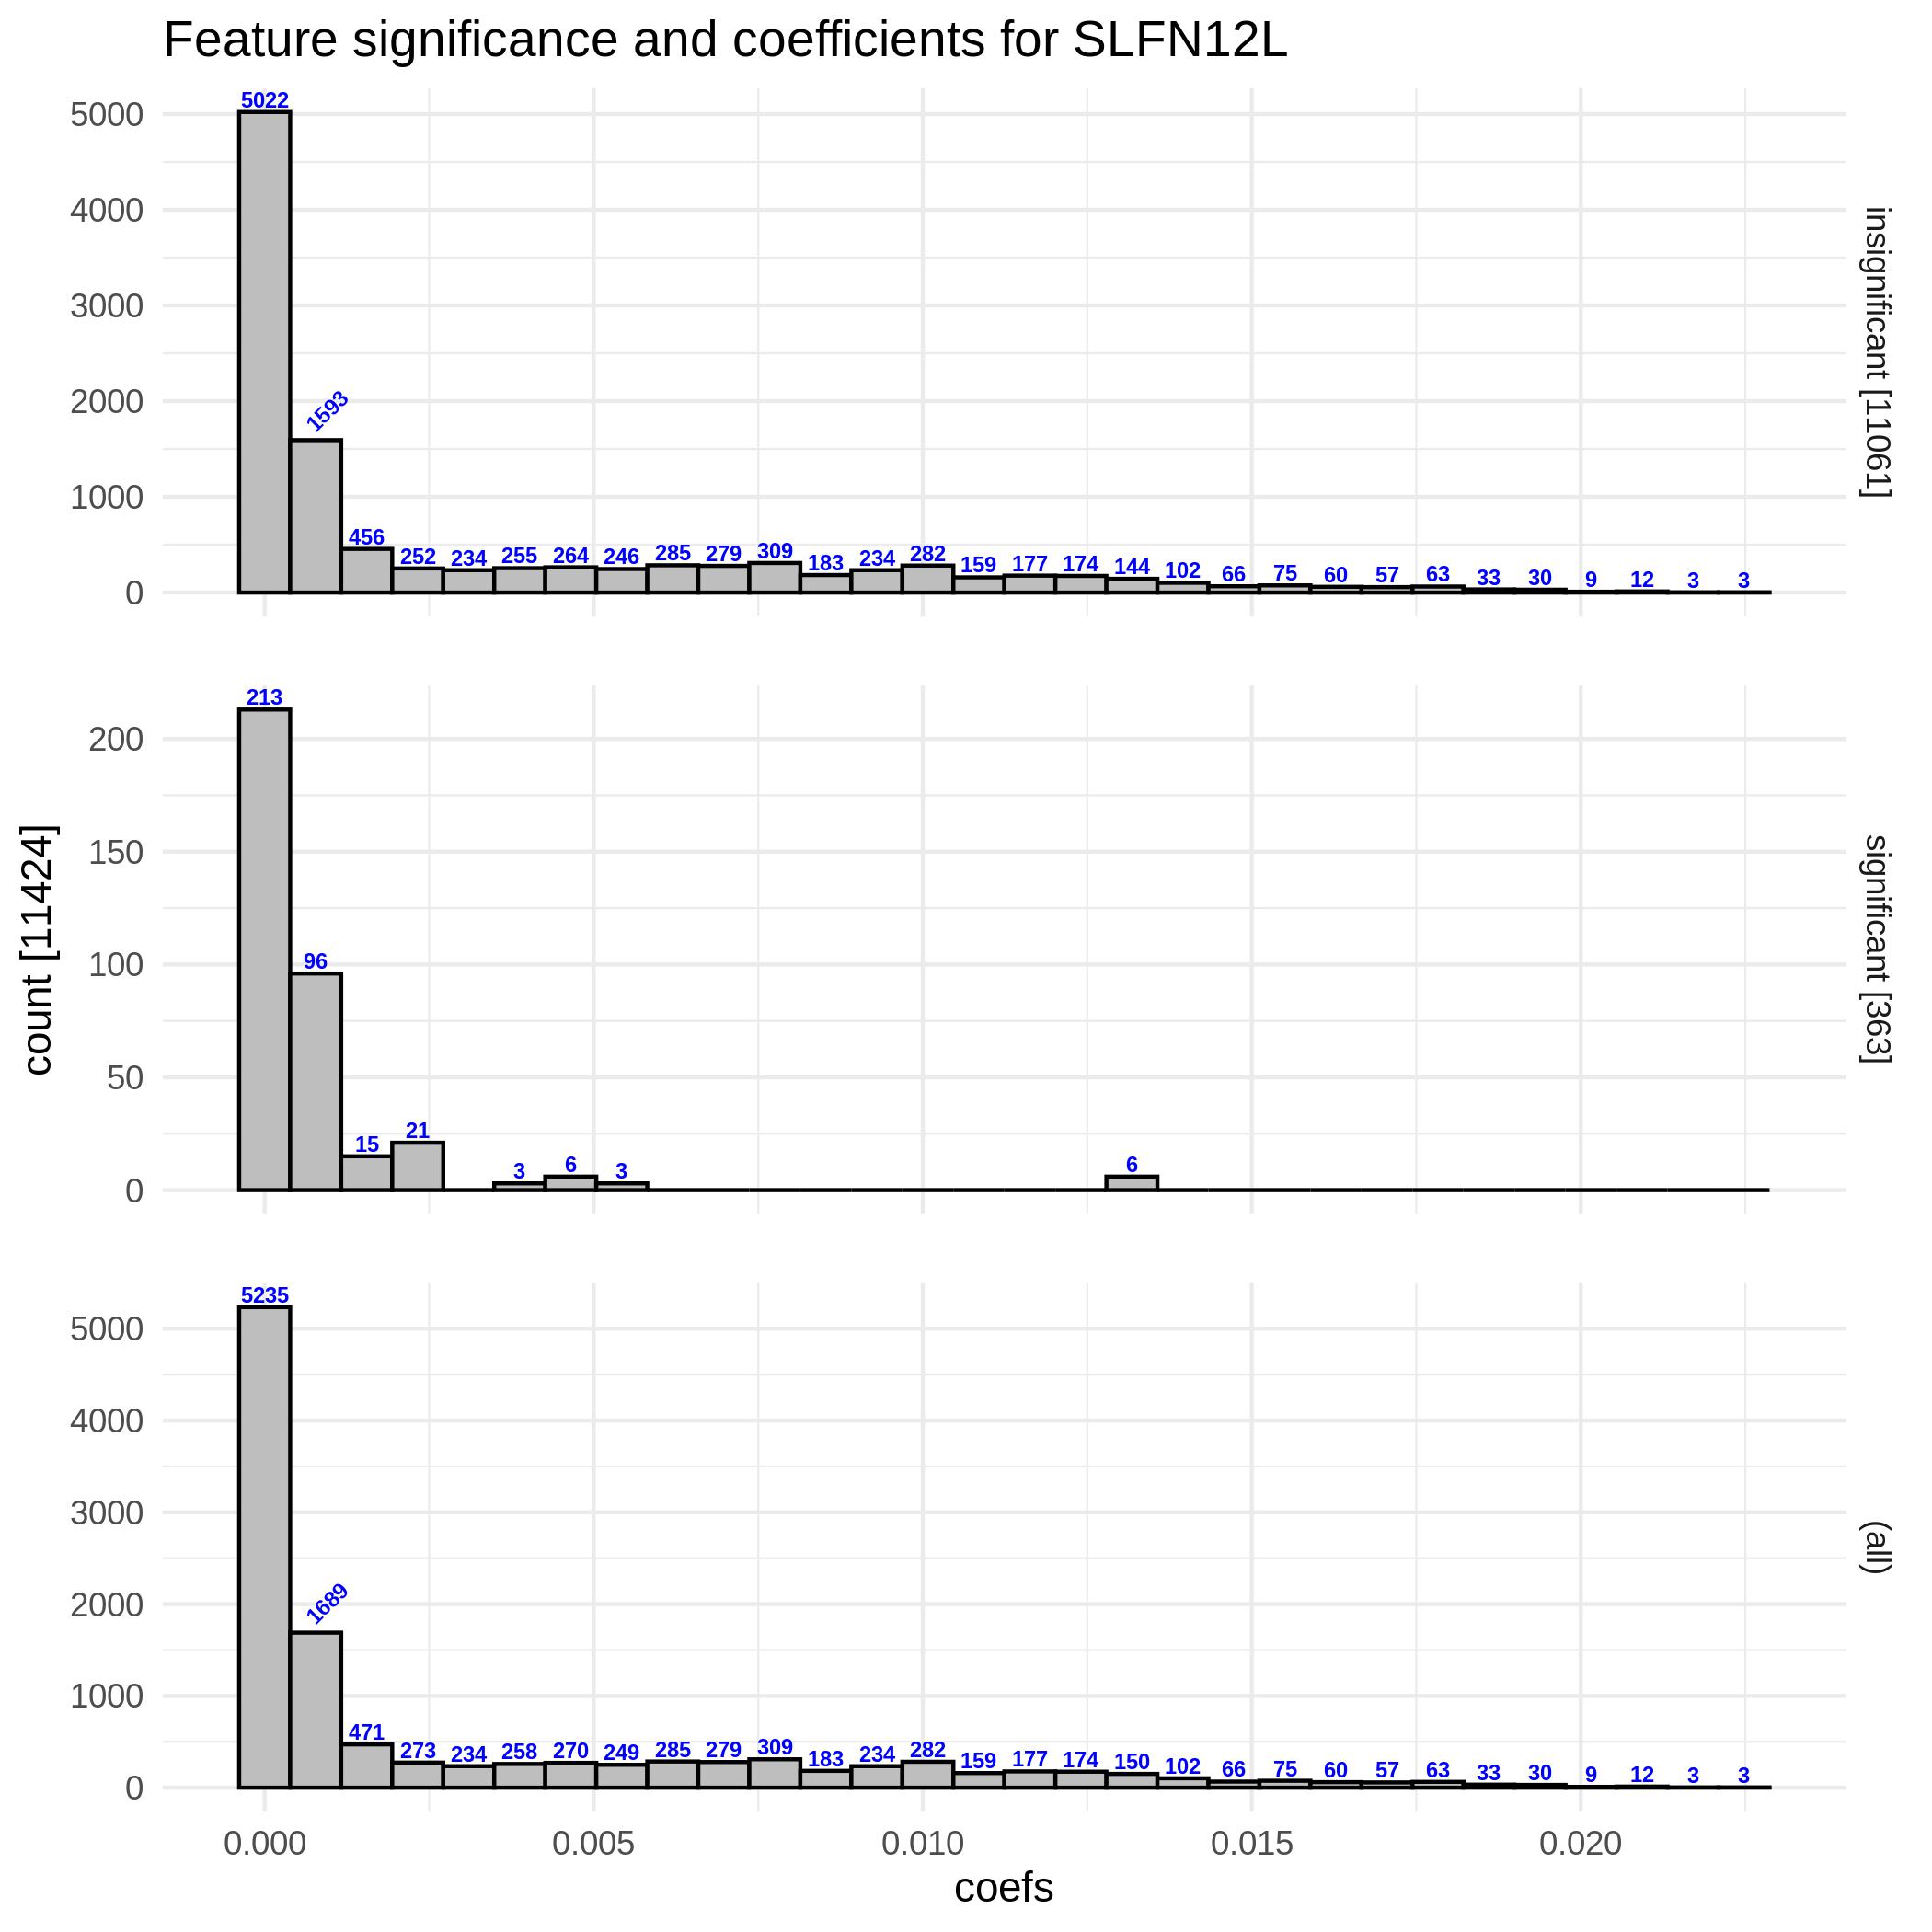 Feature significance and coefficients for SLFN12L
5022
5000
4000
3000
2000
1000
0
1593
456 252 234 255 264 246 285 279 309 183 234 282 159 177 174 144 102 66 75 60 57 63 33 30 9 12 3 3
insignificant [11061]
213
200
150
100
50
0
96
15 21 3 6 3 6
significant [363]
count [11424]
5235
5000
4000
3000
2000
1000
0
1689
471 273 234 258 270 249 285 279 309 183 234 282 159 177 174 150 102 66 75 60 57 63 33 30 9 12 3 3
(all)
0.000 0.005 0.010 0.015 0.020
coefs